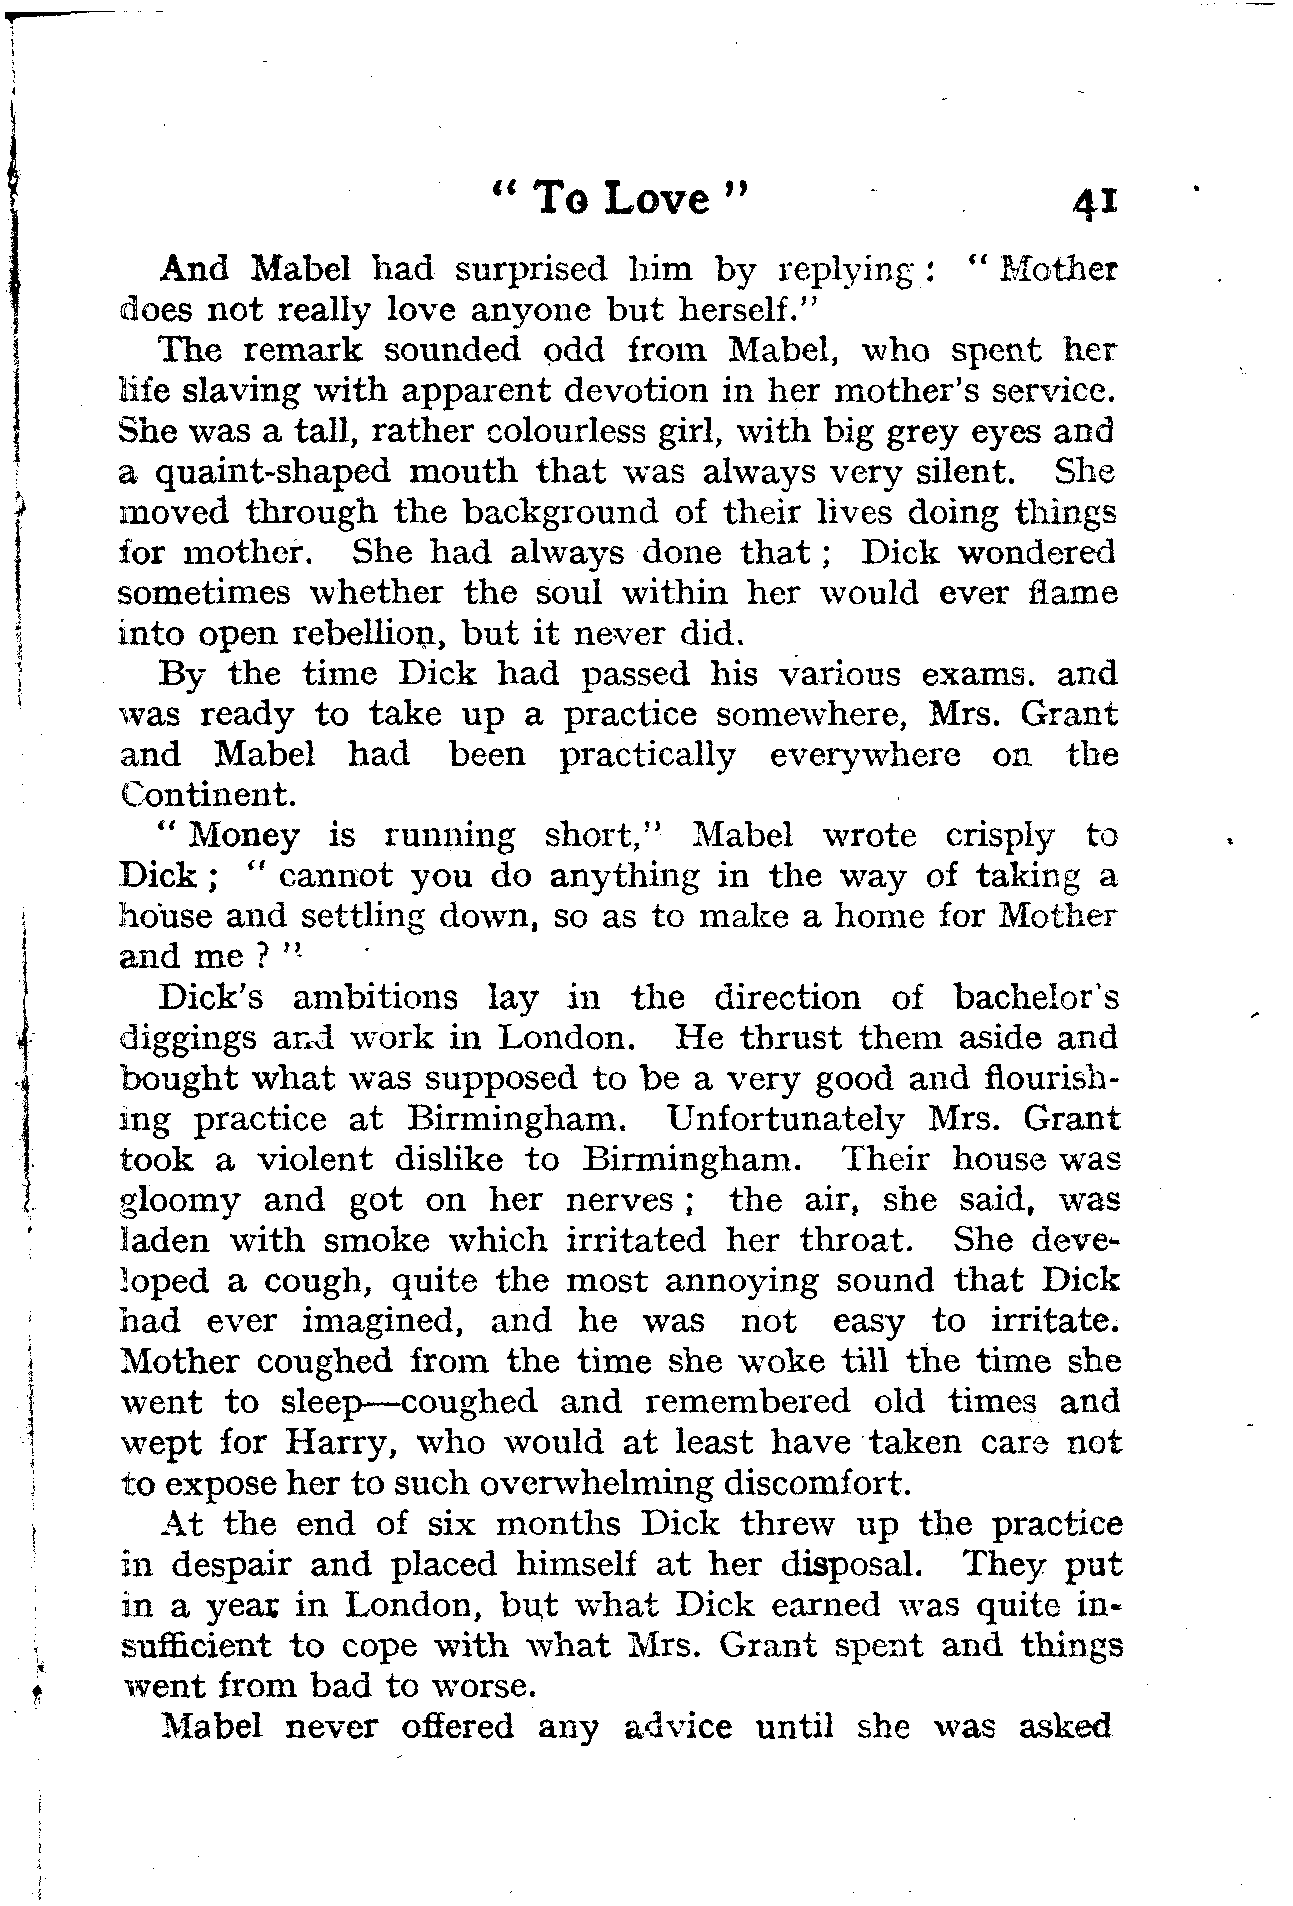 “ To Love ” 41
And Mabel had surprised him by replying : “ Mother
does not really love anyone but herself.”
The remark sounded odd from Mabel, who spent her
life slaving with apparent devotion in her mother's service.
She was a tall, rather colourless girl, with big grey eyes and
a quaint-shaped mouth that was always very silent. She
moved through the background of their lives doing things
for mother. She had always done that ; Dick wondered
sometimes whether the soul within her would ever flame
into open rebellion, but it never did.
By the time Dick had passed his various exams. and
was ready to take up a practice somewhere, Mrs. Grant
and Mabel had been practically everywhere on the
Continent.
“ Money is running short,” Mabel wrote crisply to
Dick ; “ cannot you do anything in the way of taking a
house and settling down, so as to make a home for Mother
and me ? ”
Dick's ambitions lay in the direction of bachelor's
diggings and work in London. He thrust them aside and
bought what was supposed to be a very good and flourish-
ing practice at Birmingham. Unfortunately Mrs. Grant
took a violent dislike to Birmingham. Their house was
gloomy and got on her nerves ; the air, she said, was
laden with smoke which irritated her throat. She deve-
loped a cough, quite the most annoying sound that Dick
had ever imagined, and he was not easy to irritate.
Mother coughed from the time she woke till the time she
went to sleep—coughed and remembered old times and
wept for Harry, who would at least have taken care not
to expose her to such overwhelming discomfort.
At the end of six months Dick threw up the practice
in despair and placed himself at her disposal. They put
in a year in London, but what Dick earned was quite in-
sufficient to cope with what Mrs. Grant spent and things
went from bad to worse.
Mabel never offered any advice until she was asked